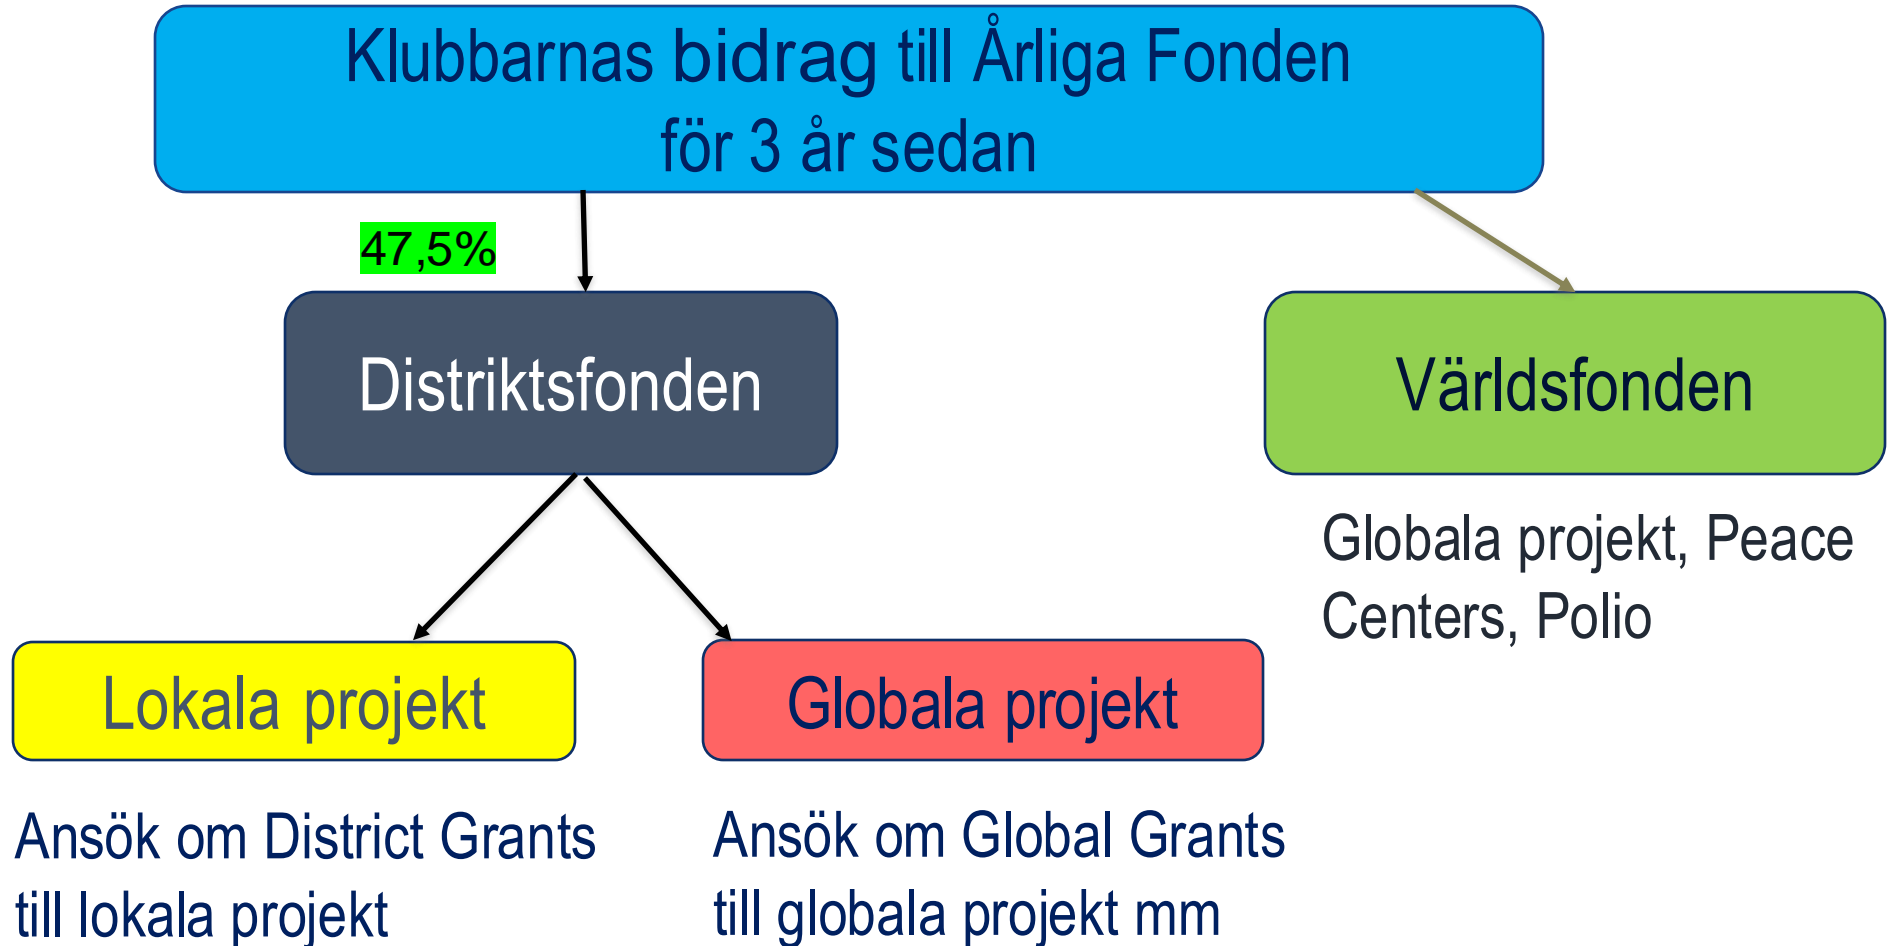 Klubbarnas bidrag till Årliga Fonden
för 3 år sedan
47,5%
Distriktsfonden
Världsfonden
Globala projekt, Peace
Centers, Polio
Lokala projekt
Globala projekt
Ansök om District Grants
till lokala projekt
Ansök om Global Grants
till globala projekt mm